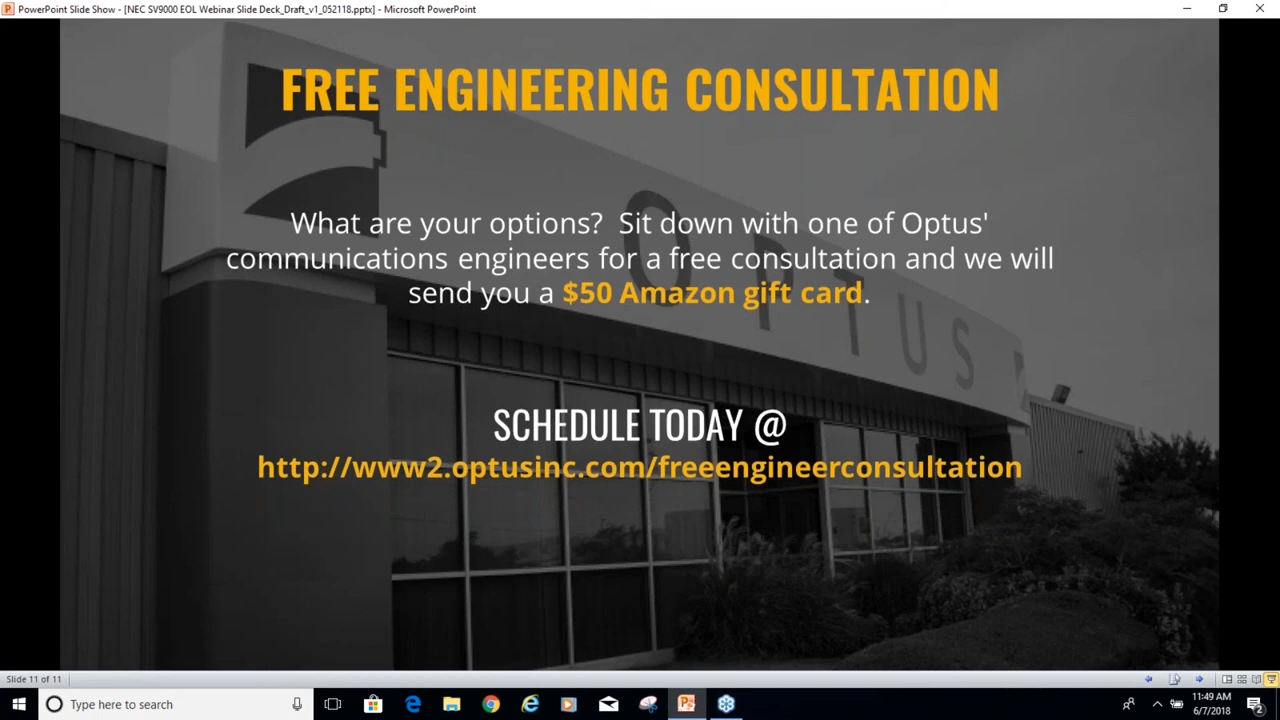 PowerPoint Slide Show - [NEC SV9000 EOL Webinar Slide Deck_Draft_v1_052118.pptx] - Microsoft PowerPoint
FREE ENGINEERING CONSULTATION
What are your options?  Sit down with one of Optus'
communications engineers for a free consultation and we will
send you a $50 Amazon gift card.
OPTUS
SCHEDULE TODAY @
http://www2.optusinc.com/freeengineerconsultation
Slide 11 of 11
Type here to search
11:49 AM
6/7/2018
2